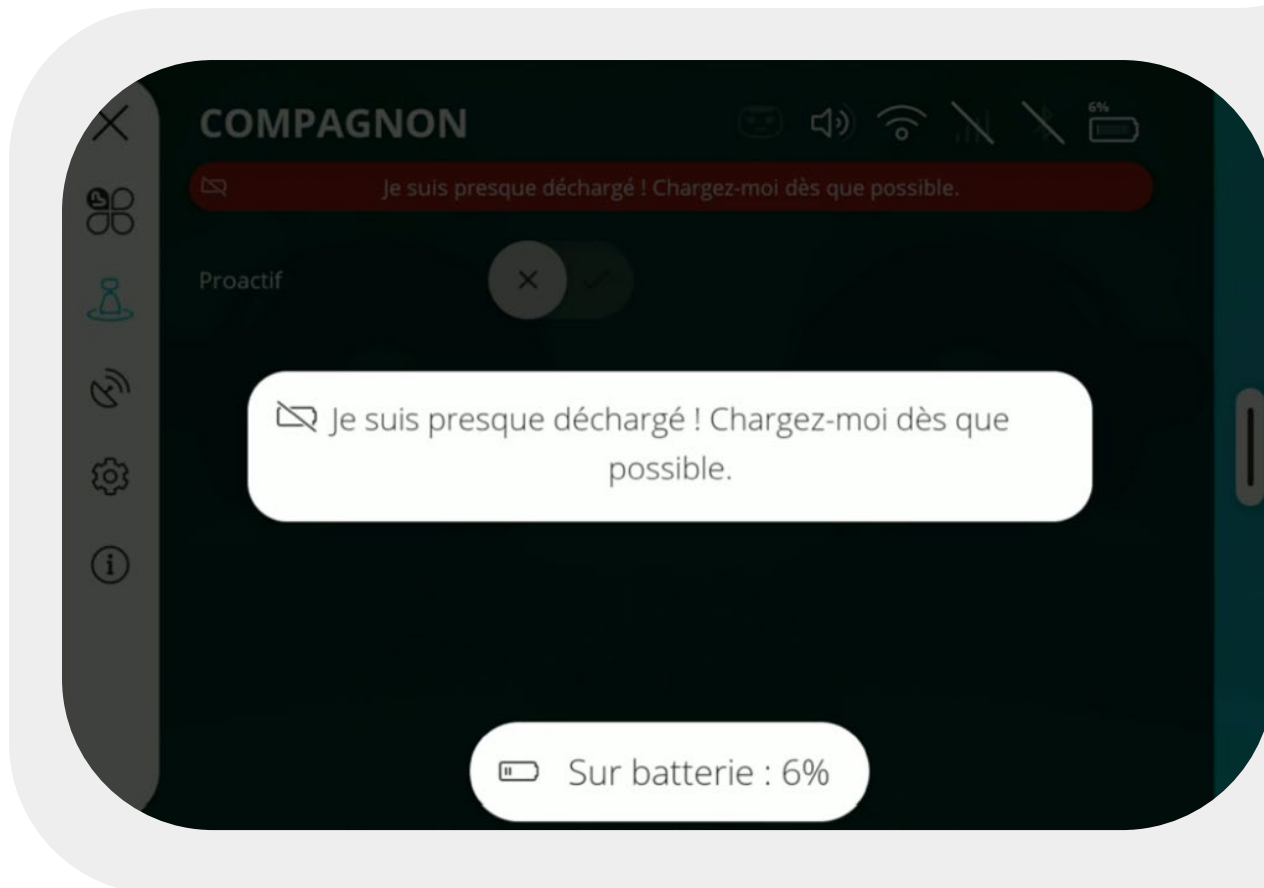 COMPAGNON
6%
Je suis presque déchargé ! Chargez-moi dès que possible.
Proactif
Je suis presque déchargé ! Chargez-moi dès que
possible.
Sur batterie : 6%